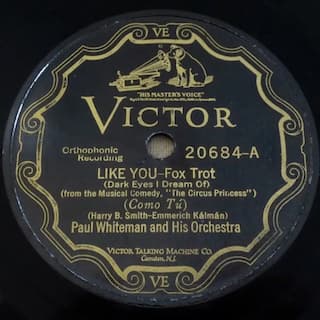 VE
"HIS MASTER'S VOICE"
VICTOR
Orthophonic
Recording
20684-A
LIKE YOU-Fox Trot
(Dark Eyes I Dream Of)
(from the Musical Comedy, "The Circus Princess")
(Como Tú)
(Harry B. Smith-Emmerich Kálmán)
Paul Whiteman and His Orchestra
VICTOR TALKING MACHINE CO.
Camden, N.J.
VE